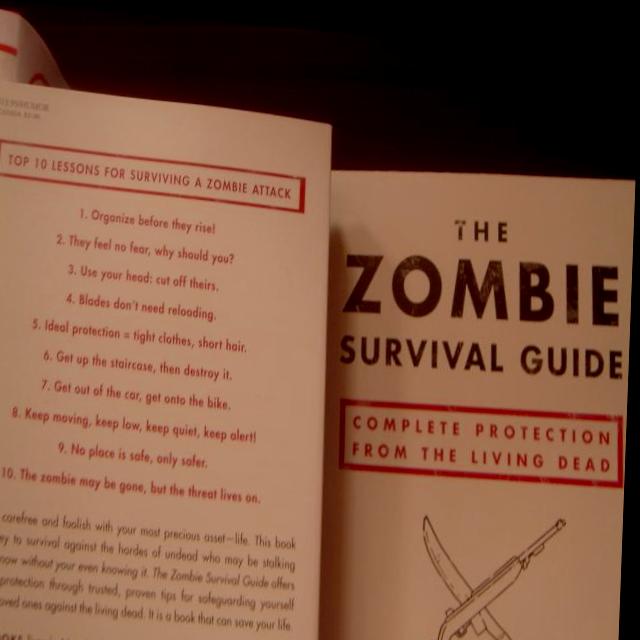 TOP 10 LESSONS FOR SURVIVING A ZOMBIE ATTACK
1. Organize before they rise!
2. They feel no fear, why should you?
3. Use your head: cut off theirs.
4. Blades don't need reloading.
5. Ideal protection = tight clothes, short hair.
6. Get up the staircase, then destroy it.
7. Get out of the car, get onto the bike.
8. Keep moving, keep low, keep quiet, keep alert!
9. No place is safe, only safer.
10. The zombie may be gone, but the threat lives on.
carefree and foolish with your most precious asset—life. This book
to survival against the hordes of undead who may be stalking
without your even knowing it. The Zombie Survival Guide offers
protection through trusted, proven tips for safeguarding yourself
ones against the living dead. It is a book that can save your life.
THE
ZOMBIE
SURVIVAL GUIDE
COMPLETE PROTECTION
FROM THE LIVING DEAD